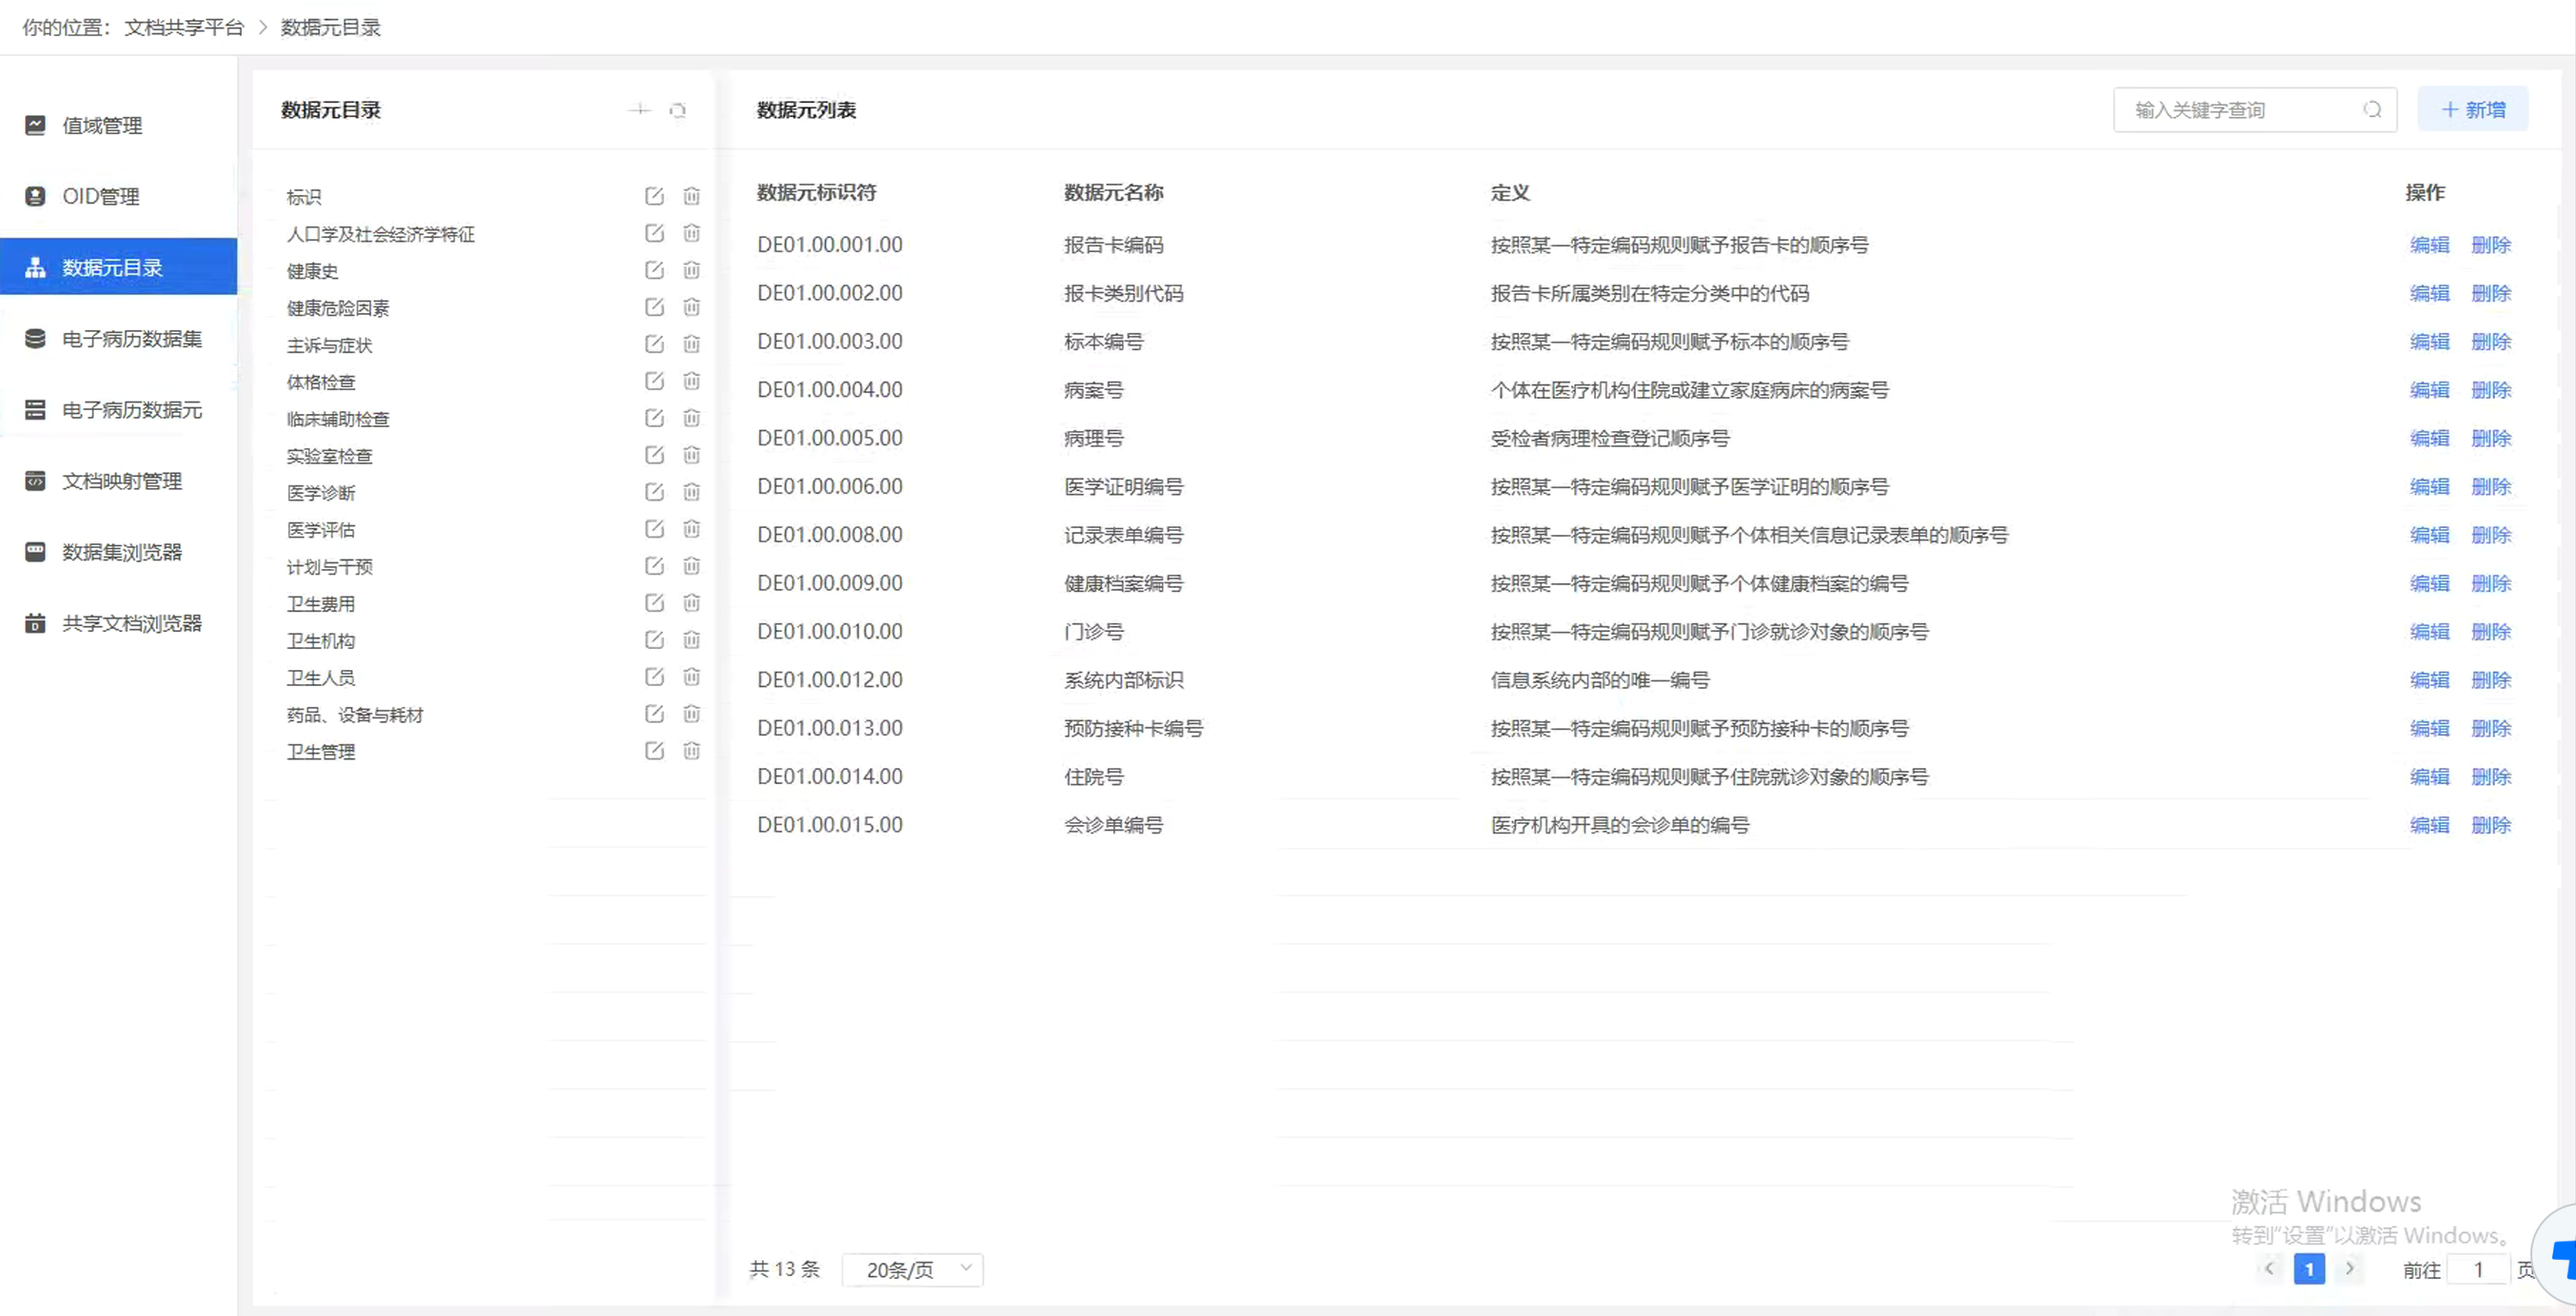 你的位置： 文档共享平台 > 数据元目录
值域管理
OID管理
数据元目录
电子病历数据集
电子病历数据元
文档映射管理
数据集浏览器
共享文档浏览器
数据元目录
标识
人口学及社会经济学特征
健康史
健康危险因素
主诉与症状
体格检查
临床辅助检查
实验室检查
医学诊断
医学评估
计划与干预
卫生费用
卫生机构
卫生人员
药品、设备与耗材
卫生管理
数据元列表 输入关键字查询 + 新增
数据元标识符 数据元名称 定义 操作
DE01.00.001.00 报告卡编码 按照某一特定编码规则赋予报告卡的顺序号 编辑 删除
DE01.00.002.00 报卡类别代码 报告卡所属类别在特定分类中的代码 编辑 删除
DE01.00.003.00 标本编号 按照某一特定编码规则赋予标本的顺序号 编辑 删除
DE01.00.004.00 病案号 个体在医疗机构住院或建立家庭病床的病案号 编辑 删除
DE01.00.005.00 病理号 受检者病理检查登记顺序号 编辑 删除
DE01.00.006.00 医学证明编号 按照某一特定编码规则赋予医学证明的顺序号 编辑 删除
DE01.00.008.00 记录表单编号 按照某一特定编码规则赋予个体相关信息记录表单的顺序号 编辑 删除
DE01.00.009.00 健康档案编号 按照某一特定编码规则赋予个体健康档案的编号 编辑 删除
DE01.00.010.00 门诊号 按照某一特定编码规则赋予门诊就诊对象的顺序号 编辑 删除
DE01.00.012.00 系统内部标识 信息系统内部的唯一编号 编辑 删除
DE01.00.013.00 预防接种卡编号 按照某一特定编码规则赋予预防接种卡的顺序号 编辑 删除
DE01.00.014.00 住院号 按照某一特定编码规则赋予住院就诊对象的顺序号 编辑 删除
DE01.00.015.00 会诊单编号 医疗机构开具的会诊单的编号 编辑 删除
激活 Windows
转到“设置”以激活 Windows。
共 13 条 20条/页 < 1 > 前往 1 页